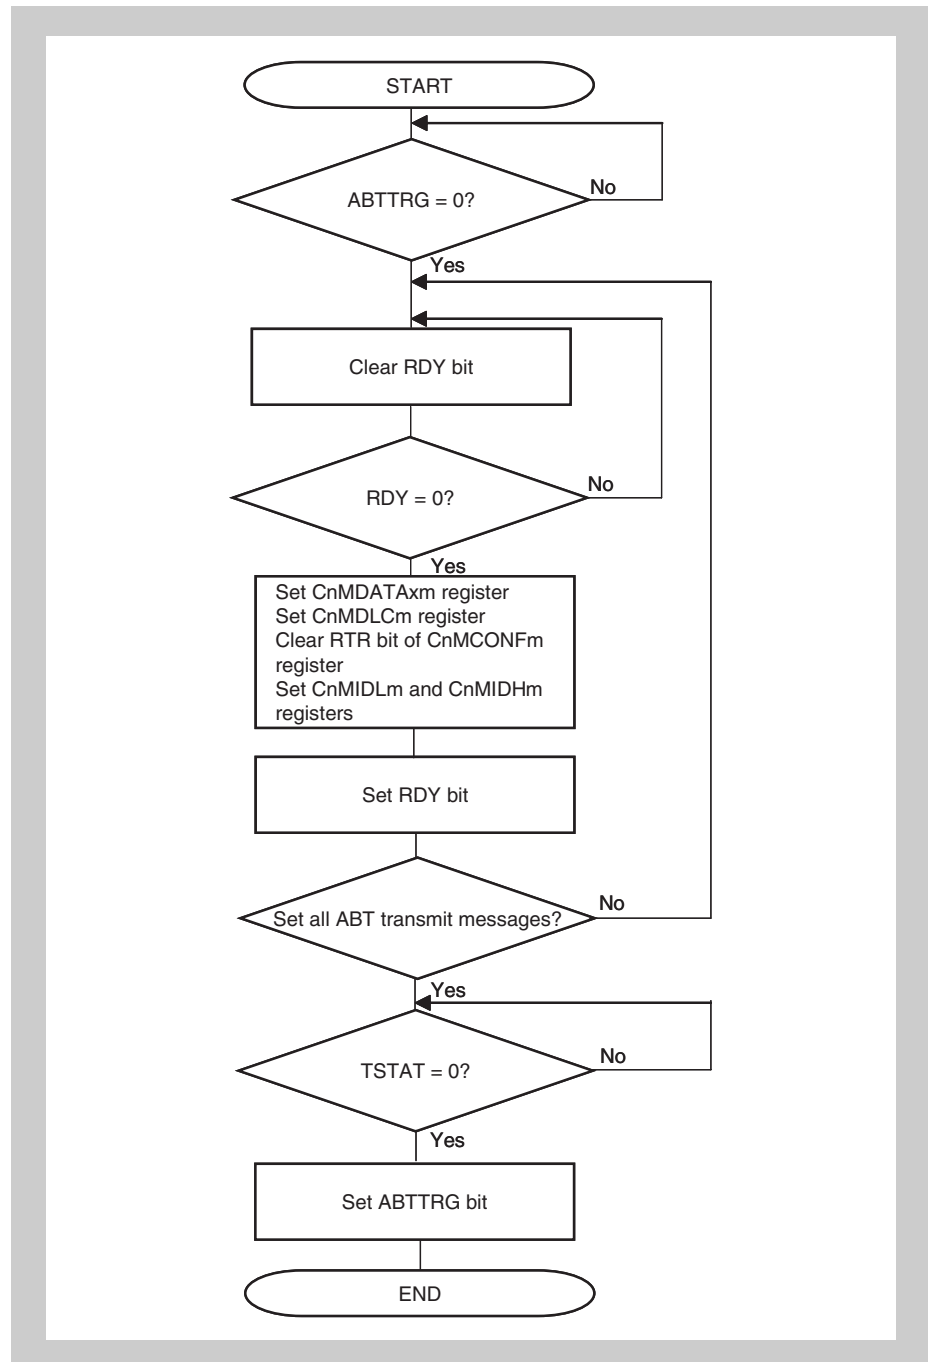 START
ABTTRG = 0?
No
Yes
Clear RDY bit
RDY = 0?
No
Yes
Set CnMDATAxm register
Set CnMDLCm register
Clear RTR bit of CnMCONFm
register
Set CnMIDLm and CnMIDHm
registers
Set RDY bit
Set all ABT transmit messages?
No
Yes
TSTAT = 0?
No
Yes
Set ABTTRG bit
END